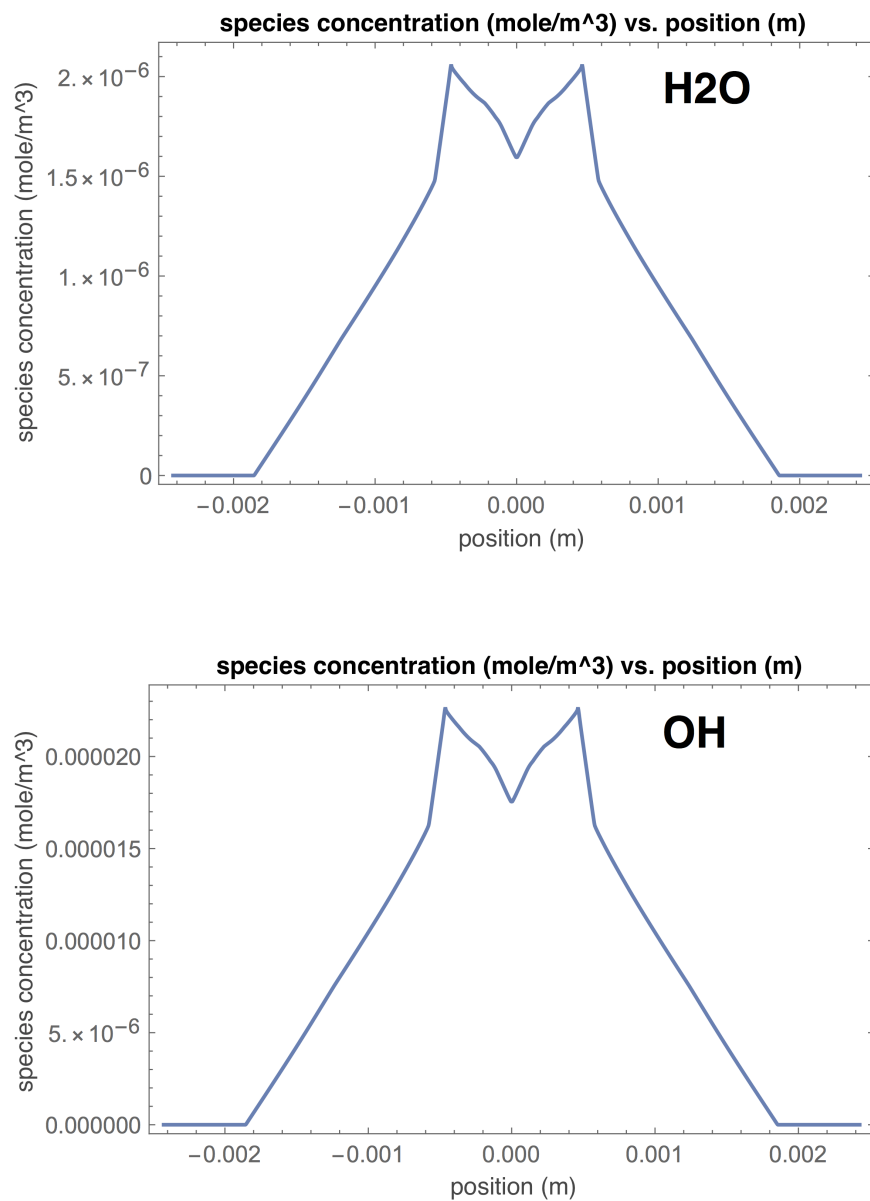 species concentration (mole/m^3) vs. position (m)
H2O
species concentration (mole/m^3)
2.×10⁻⁶
1.5×10⁻⁶
1.×10⁻⁶
5.×10⁻⁷
0
−0.002 −0.001 0.000 0.001 0.002
position (m)
species concentration (mole/m^3) vs. position (m)
OH
species concentration (mole/m^3)
0.000020
0.000015
0.000010
5.×10⁻⁶
0.000000
−0.002 −0.001 0.000 0.001 0.002
position (m)